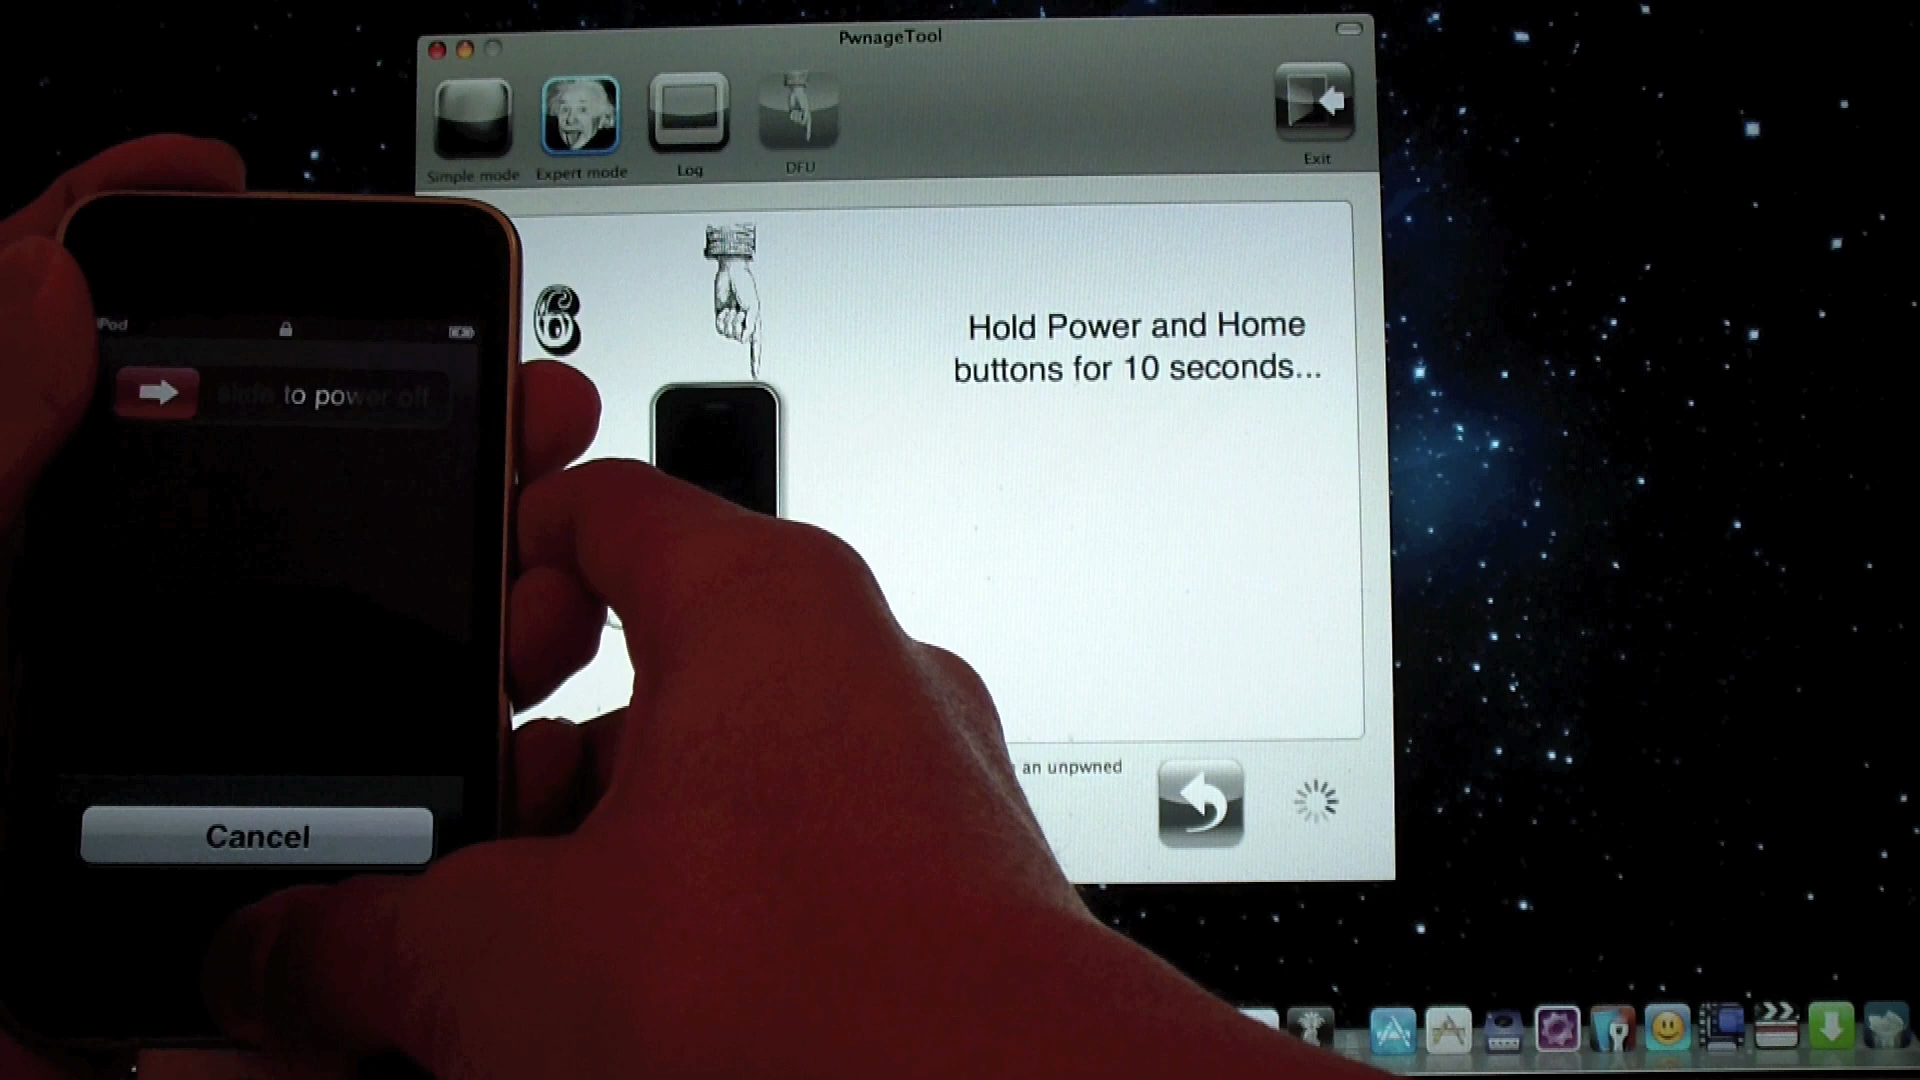 PwnageTool
Simple mode
Expert mode
Log
DFU
Exit
iPod
slide to power off
Cancel
6
Hold Power and Home
buttons for 10 seconds...
an unpwned